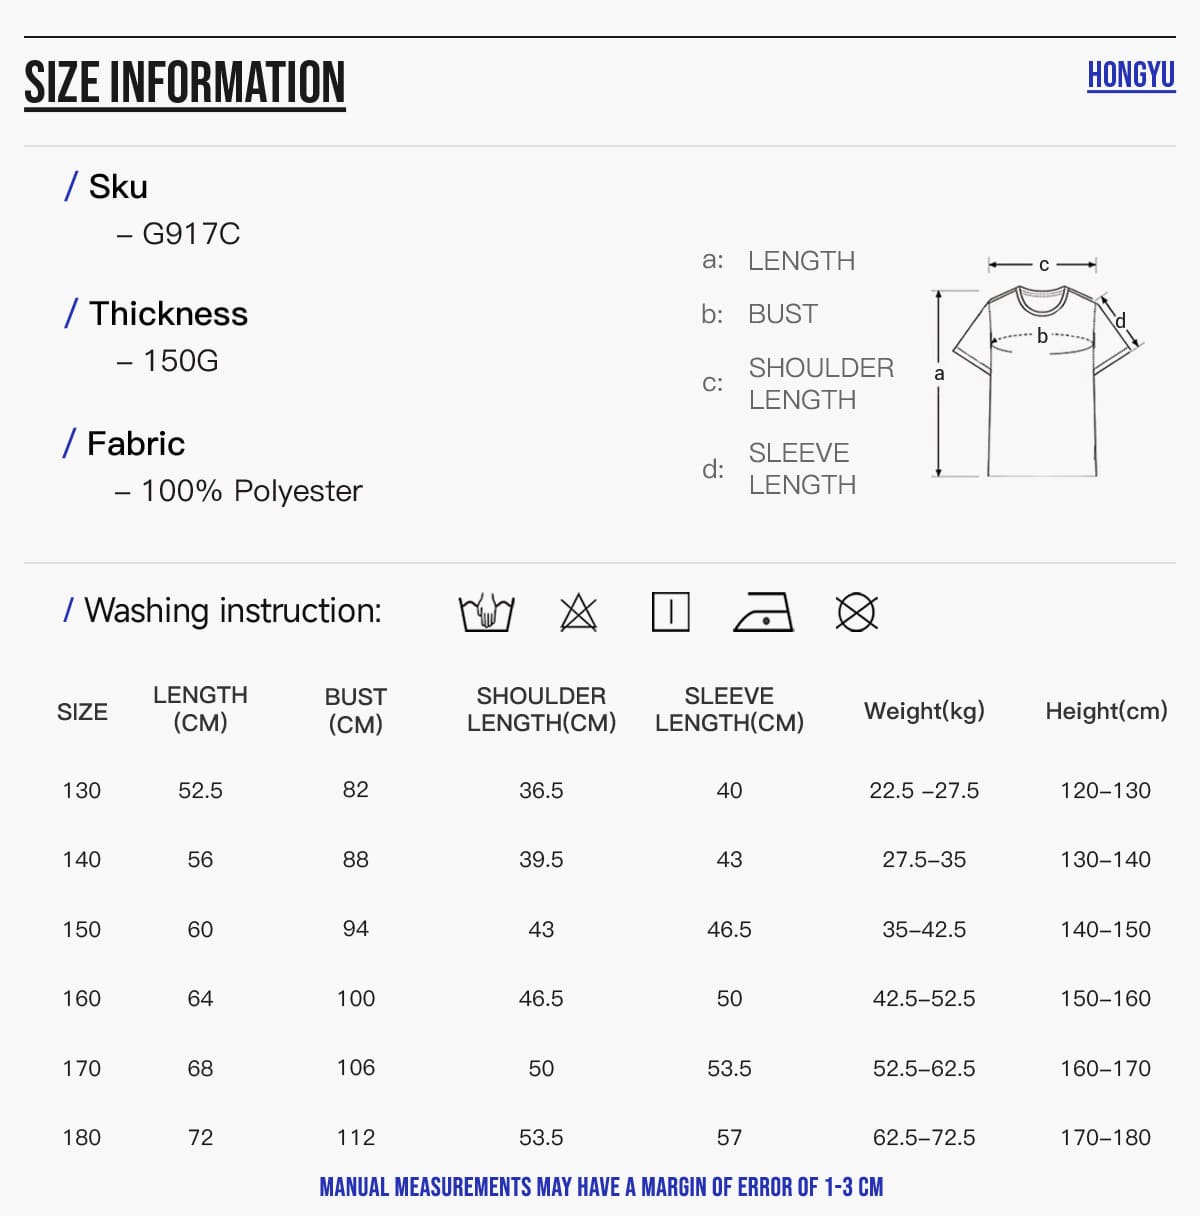 SIZE INFORMATION
HONGYU
/ Sku
– G917C
/ Thickness
– 150G
/ Fabric
– 100% Polyester
a: LENGTH
b: BUST
c: SHOULDER
LENGTH
d: SLEEVE
LENGTH
c
d
b
a
/ Washing instruction:
SIZE LENGTH (CM) BUST (CM) SHOULDER LENGTH(CM) SLEEVE LENGTH(CM) Weight(kg) Height(cm)
130 52.5 82 36.5 40 22.5 –27.5 120–130
140 56 88 39.5 43 27.5–35 130–140
150 60 94 43 46.5 35–42.5 140–150
160 64 100 46.5 50 42.5–52.5 150–160
170 68 106 50 53.5 52.5–62.5 160–170
180 72 112 53.5 57 62.5–72.5 170–180
MANUAL MEASUREMENTS MAY HAVE A MARGIN OF ERROR OF 1-3 CM